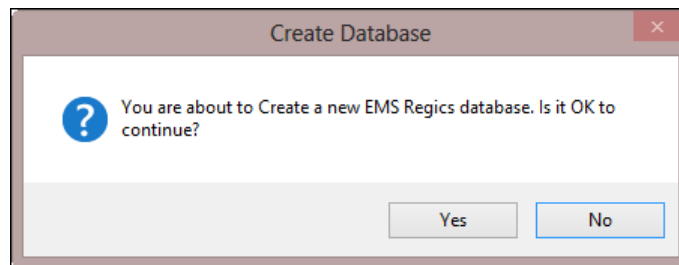 Create Database
You are about to Create a new EMS Regics database. Is it OK to
continue?
Yes
No